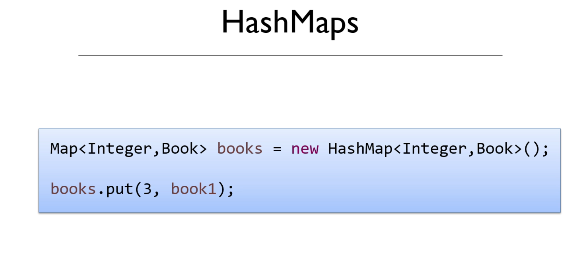 HashMaps
Map<Integer,Book> books = new HashMap<Integer,Book>();
books.put(3, book1);